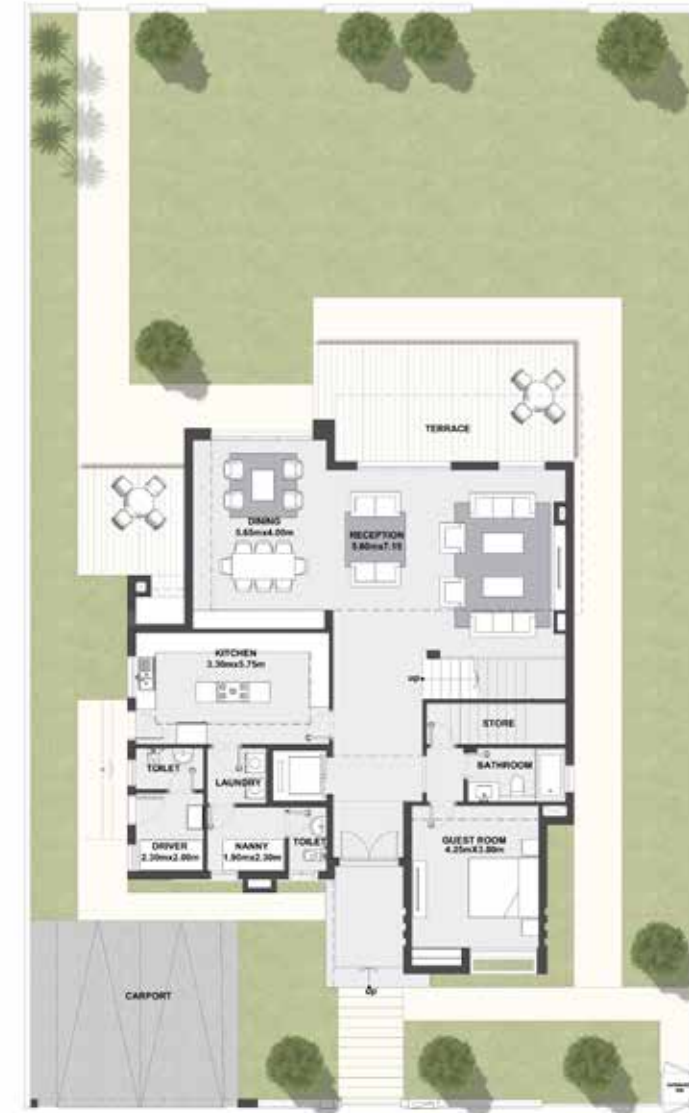 TERRACE
DINING
5.65mx4.00m
RECEPTION
5.60mx7.15
KITCHEN
3.30mx5.75m
up
STORE
TOILET
LAUNDRY
BATHROOM
DRIVER
2.30mx2.00m
NANNY
1.90mx2.30m
TOILET
GUEST ROOM
4.25mX3.80m
CARPORT
Up